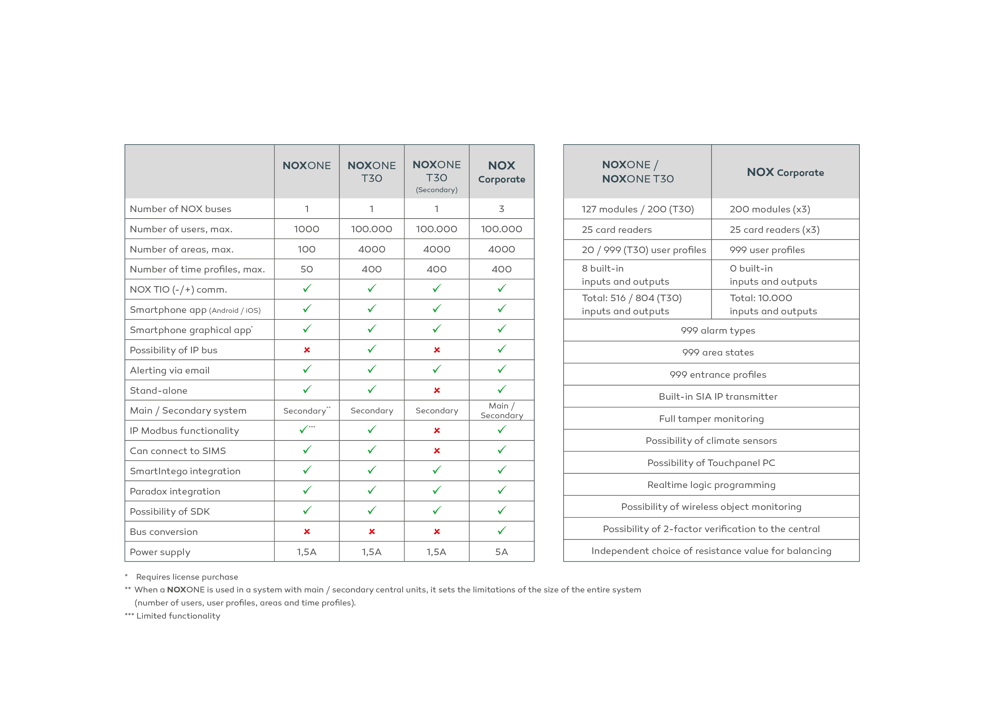 NOXONE
NOXONE
T30
NOXONE
T30
(Secondary)
NOX
Corporate
Number of NOX buses 1 1 1 3
Number of users, max. 1000 100.000 100.000 100.000
Number of areas, max. 100 4000 4000 4000
Number of time profiles, max. 50 400 400 400
NOX TIO (-/+) comm. ✓ ✓ ✓ ✓
Smartphone app (Android / iOS) ✓ ✓ ✓ ✓
Smartphone graphical app* ✓ ✓ ✓ ✓
Possibility of IP bus ✘ ✓ ✘ ✓
Alerting via email ✓ ✓ ✓ ✓
Stand-alone ✓ ✓ ✘ ✓
Main / Secondary system Secondary** Secondary Secondary Main /
Secondary
IP Modbus functionality ✓*** ✓ ✘ ✓
Can connect to SIMS ✓ ✓ ✘ ✓
SmartIntego integration ✓ ✓ ✓ ✓
Paradox integration ✓ ✓ ✓ ✓
Possibility of SDK ✓ ✓ ✓ ✓
Bus conversion ✘ ✘ ✘ ✓
Power supply 1,5A 1,5A 1,5A 5A
NOXONE /
NOXONE T30
NOX Corporate
127 modules / 200 (T30) 200 modules (x3)
25 card readers 25 card readers (x3)
20 / 999 (T30) user profiles 999 user profiles
8 built-in
inputs and outputs
0 built-in
inputs and outputs
Total: 516 / 804 (T30)
inputs and outputs
Total: 10.000
inputs and outputs
999 alarm types
999 area states
999 entrance profiles
Built-in SIA IP transmitter
Full tamper monitoring
Possibility of climate sensors
Possibility of Touchpanel PC
Realtime logic programming
Possibility of wireless object monitoring
Possibility of 2-factor verification to the central
Independent choice of resistance value for balancing
* Requires license purchase
** When a NOXONE is used in a system with main / secondary central units, it sets the limitations of the size of the entire system
(number of users, user profiles, areas and time profiles).
*** Limited functionality